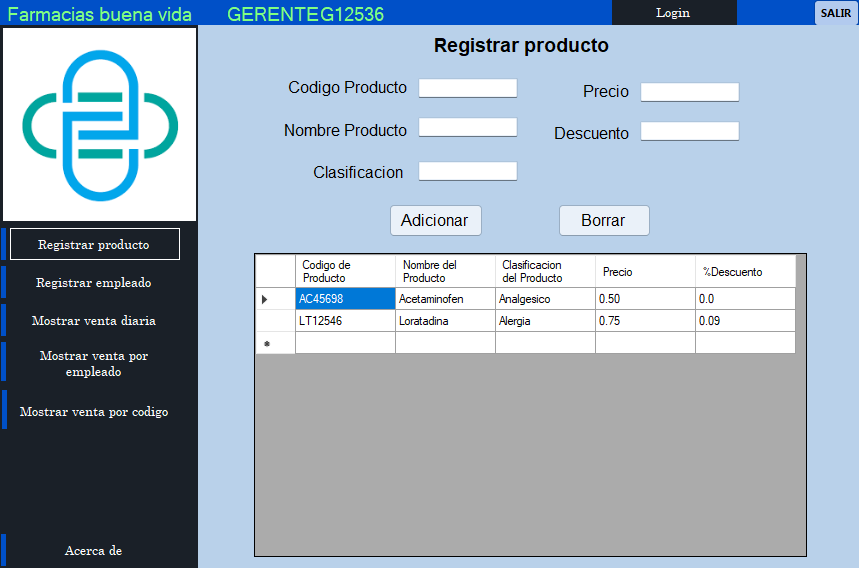 Farmacias buena vida
GERENTEG12536
Login
SALIR
Registrar producto
Codigo Producto
Precio
Nombre Producto
Descuento
Clasificacion
Adicionar
Borrar
Registrar producto
Registrar empleado
Mostrar venta diaria
Mostrar venta por
empleado
Mostrar venta por codigo
Acerca de
Codigo de
Producto
Nombre del
Producto
Clasificacion
del Producto
Precio
%Descuento
AC45698 Acetaminofen Analgesico 0.50 0.0
LT12546 Loratadina Alergia 0.75 0.09